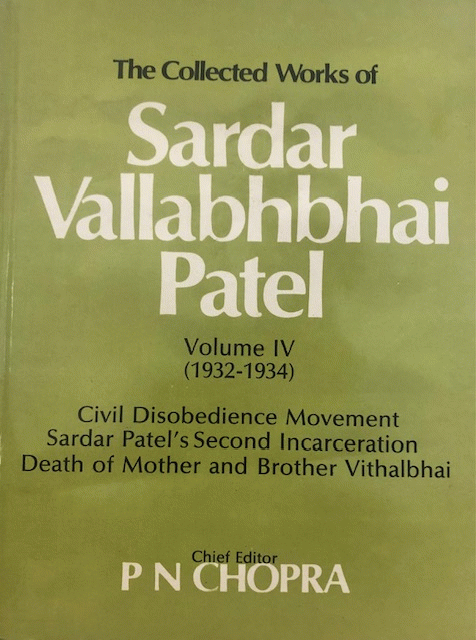 The Collected Works of
Sardar
Vallabhbhai
Patel
Volume IV
(1932-1934)
Civil Disobedience Movement
Sardar Patel's Second Incarceration
Death of Mother and Brother Vithalbhai
Chief Editor
P N CHOPRA